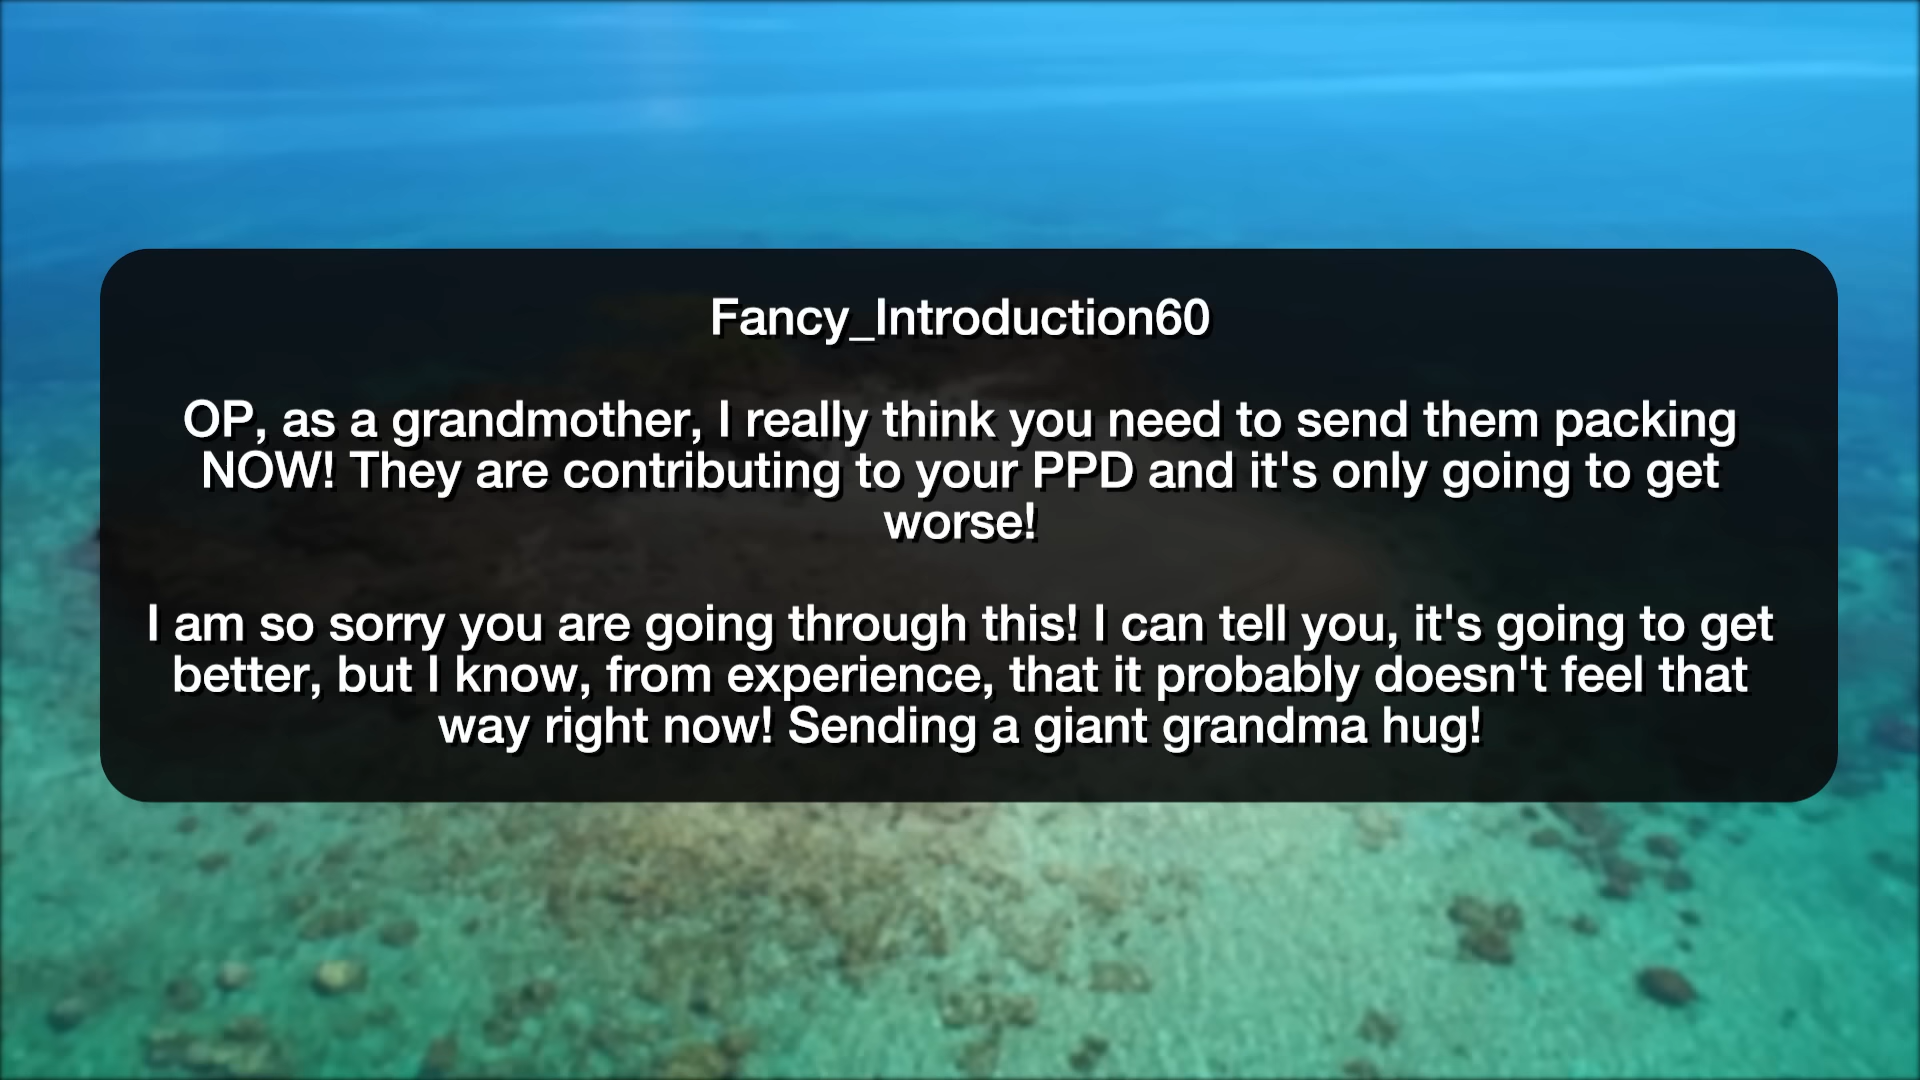 Fancy_Introduction60
OP, as a grandmother, I really think you need to send them packing
NOW! They are contributing to your PPD and it's only going to get
worse!
I am so sorry you are going through this! I can tell you, it's going to get
better, but I know, from experience, that it probably doesn't feel that
way right now! Sending a giant grandma hug!